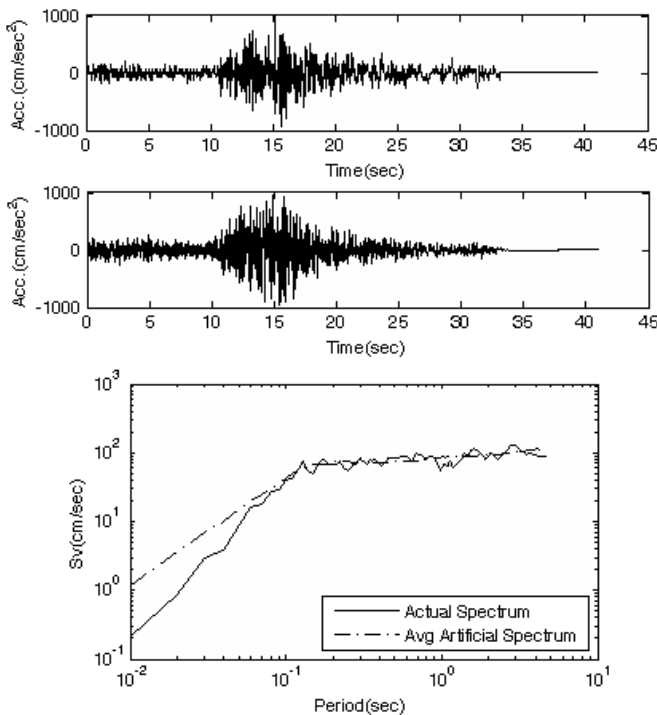 1000
0
-1000
Acc.(cm/sec²)
0 5 10 15 20 25 30 35 40 45
Time(sec)
1000
0
-1000
Acc.(cm/sec²)
0 5 10 15 20 25 30 35 40 45
Time(sec)
10³
10²
10¹
10⁰
10⁻¹
Sv(cm/sec)
Actual Spectrum
Avg Artificial Spectrum
10⁻² 10⁻¹ 10⁰ 10¹
Period(sec)